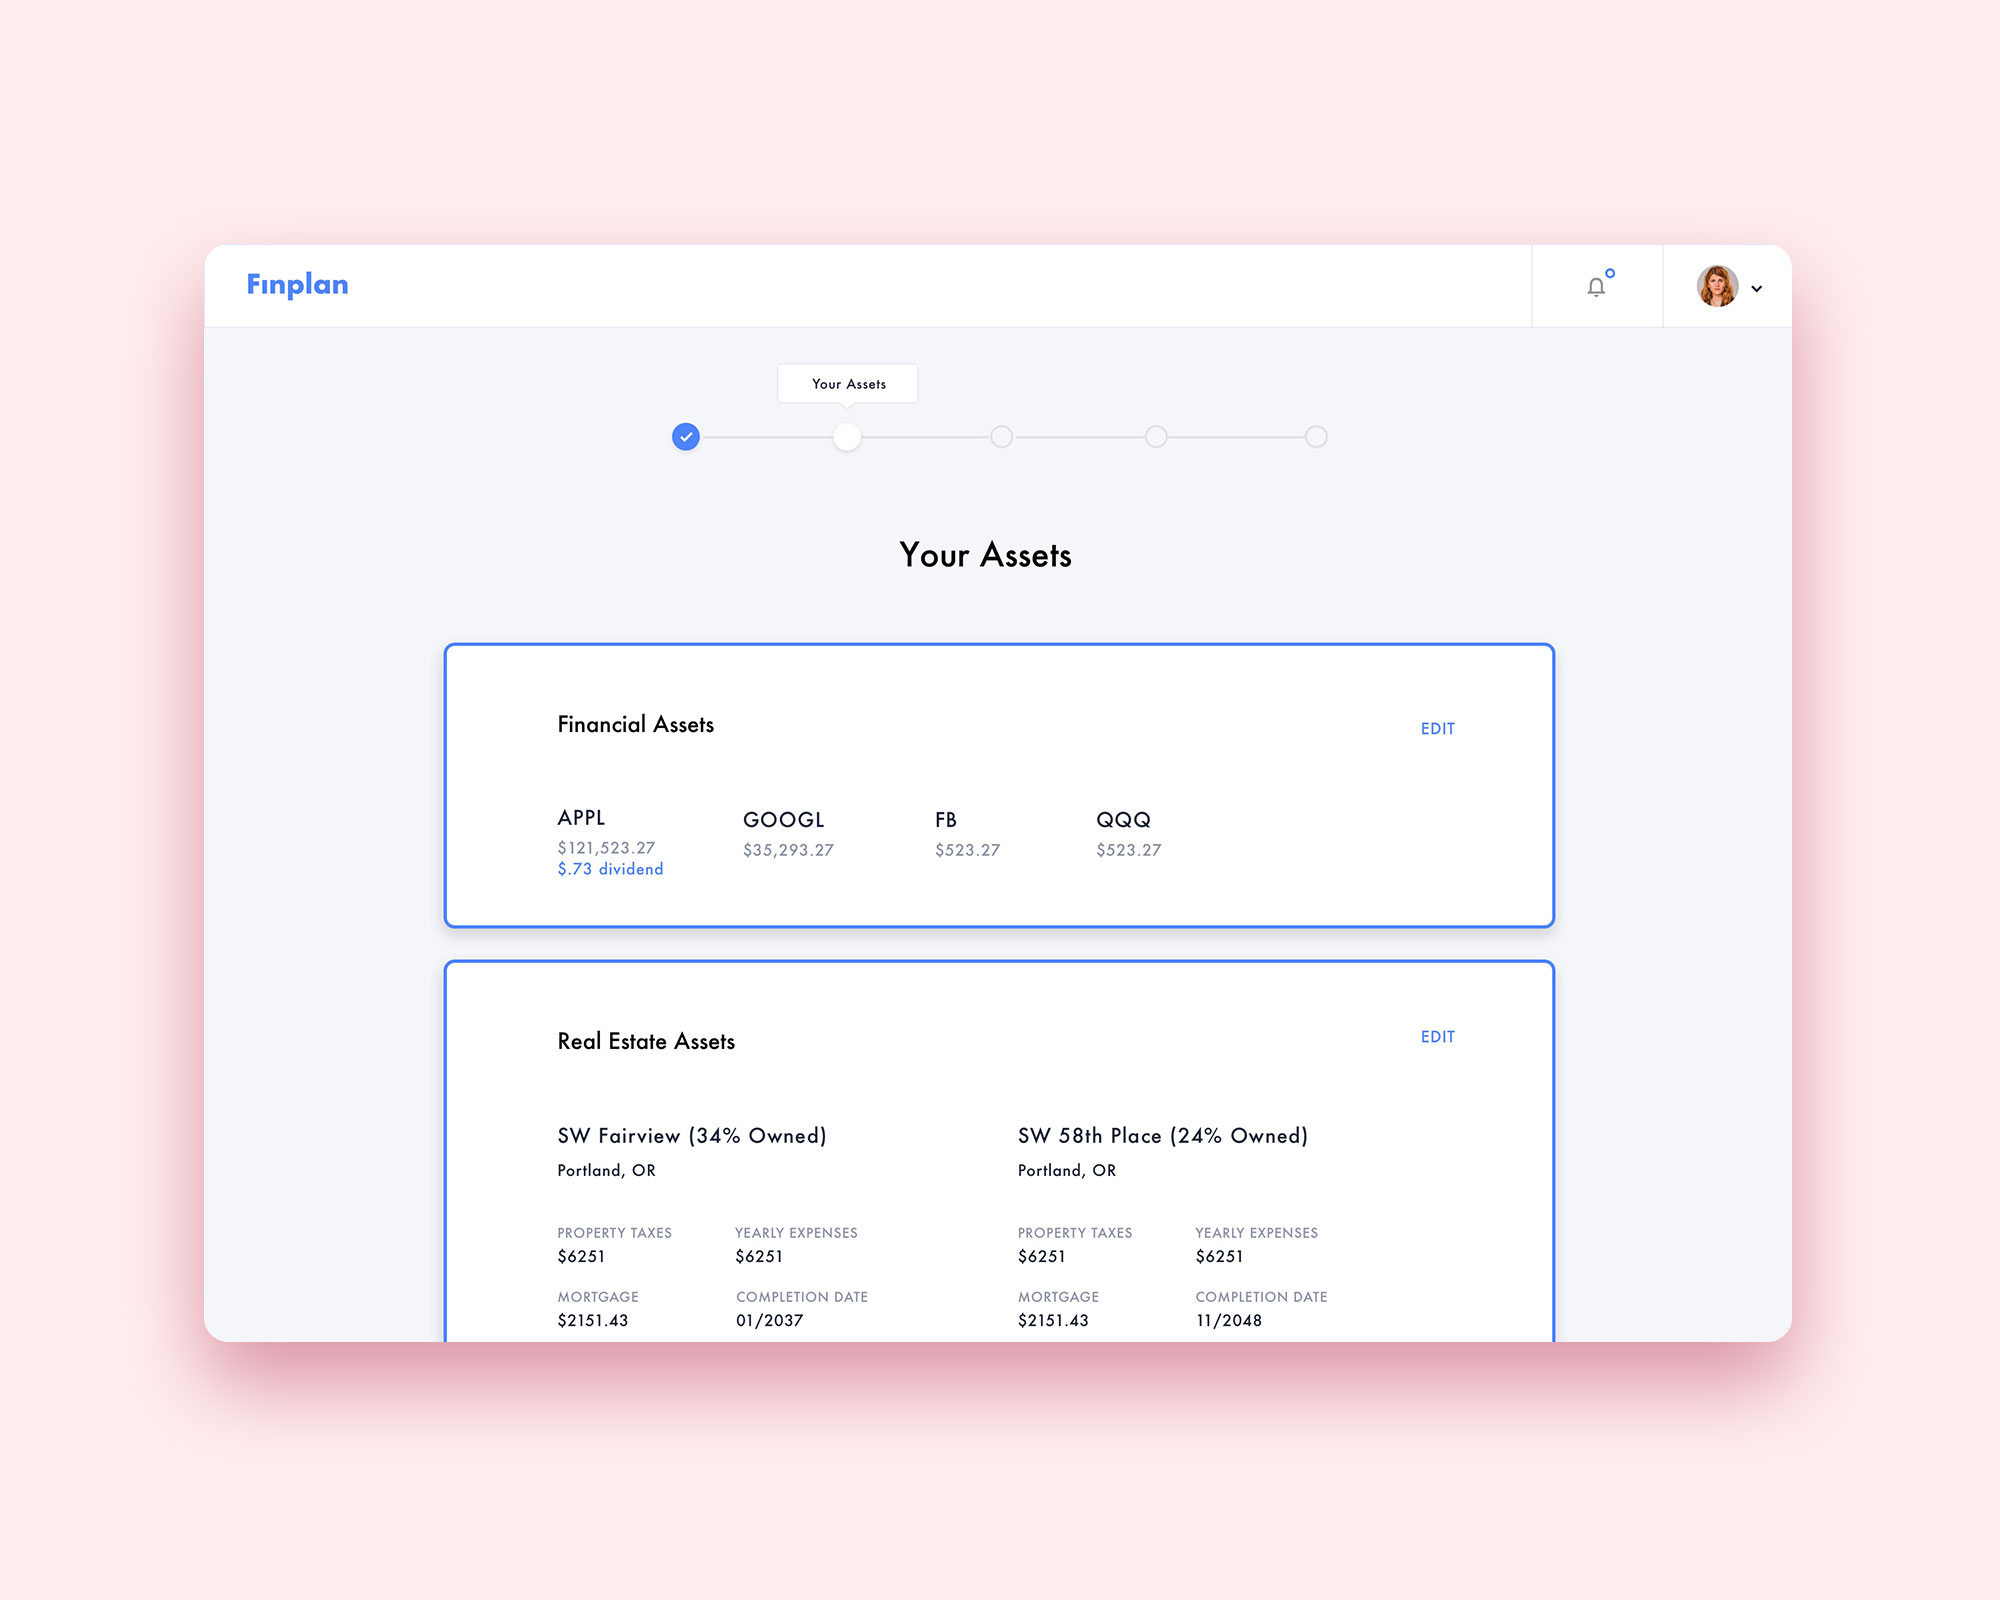 Finplan
Your Assets
Your Assets
Financial Assets
EDIT
APPL GOOGL FB QQQ
$121,523.27 $35,293.27 $523.27 $523.27
$.73 dividend
Real Estate Assets
EDIT
SW Fairview (34% Owned) SW 58th Place (24% Owned)
Portland, OR Portland, OR
PROPERTY TAXES YEARLY EXPENSES PROPERTY TAXES YEARLY EXPENSES
$6251 $6251 $6251 $6251
MORTGAGE COMPLETION DATE MORTGAGE COMPLETION DATE
$2151.43 01/2037 $2151.43 11/2048